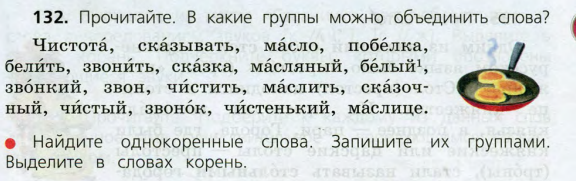 132. Прочитайте. В какие группы можно объединить слова?
Чистота́, ска́зывать, ма́сло, побе́лка,
бели́ть, звони́ть, ска́зка, ма́сляный, бе́лый¹,
зво́нкий, звон, чи́стить, ма́слить, ска́зоч-
ный, чи́стый, звоно́к, чи́стенький, ма́слице.
● Найдите однокоренные слова. Запишите их группами.
Выделите в словах корень.